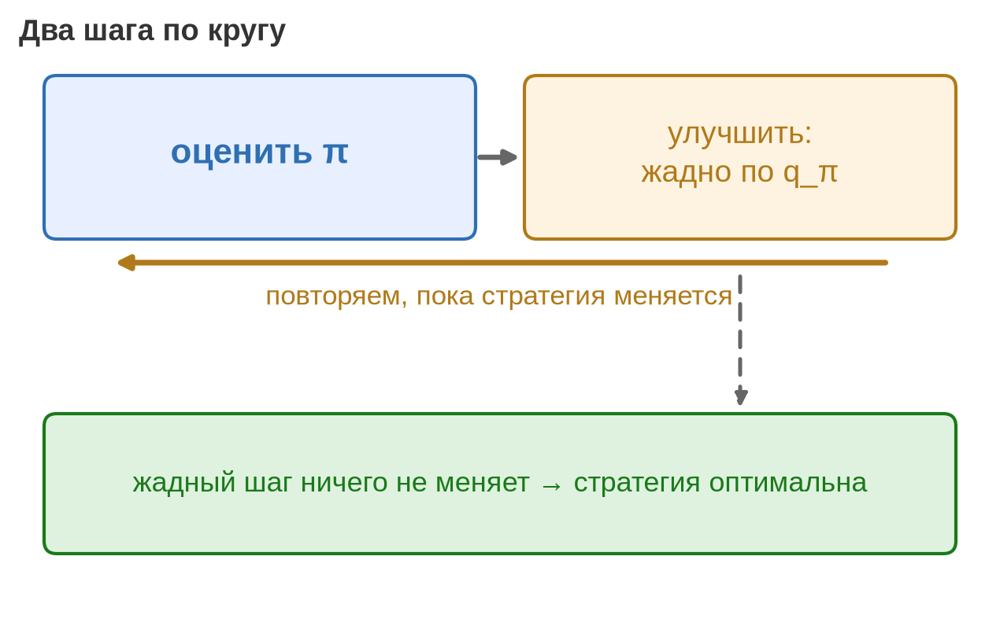 Два шага по кругу
оценить π
улучшить:
жадно по q_π
повторяем, пока стратегия меняется
жадный шаг ничего не меняет → стратегия оптимальна